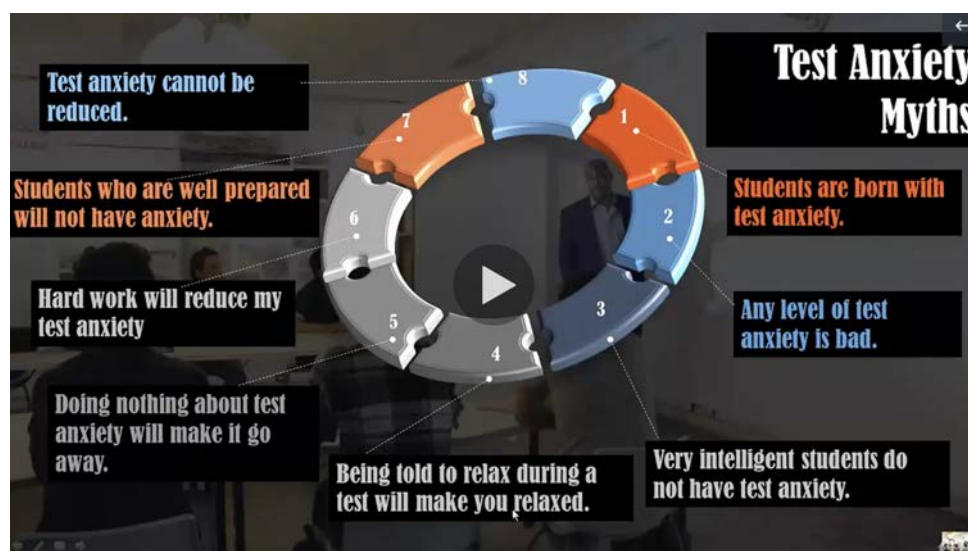 Test Anxiety
Myths
1
Students are born with
test anxiety.
2
Any level of test
anxiety is bad.
3
Very intelligent students do
not have test anxiety.
4
Being told to relax during a
test will make you relaxed.
5
Doing nothing about test
anxiety will make it go
away.
6
Hard work will reduce my
test anxiety
7
Students who are well prepared
will not have anxiety.
8
Test anxiety cannot be
reduced.